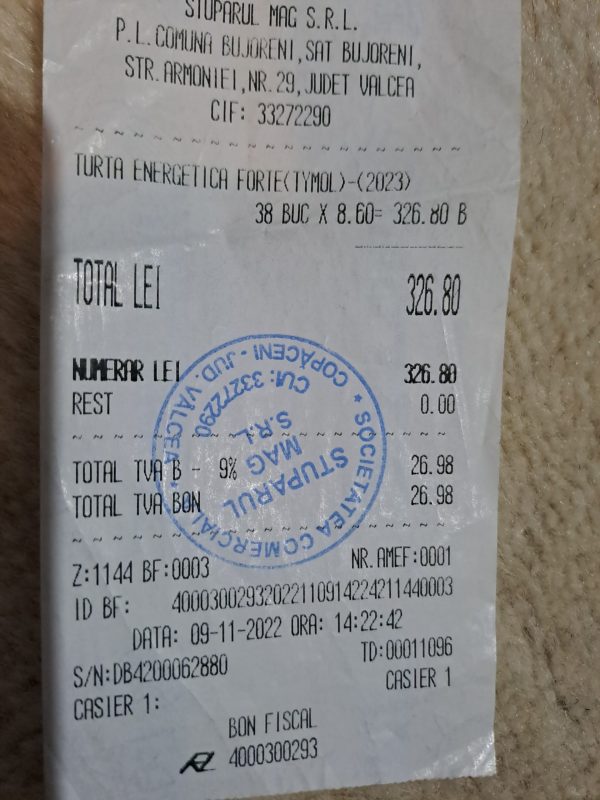 STUPARUL MAG S.R.L.
P.L.COMUNA BUJORENI,SAT BUJORENI,
STR.ARMONIEI,NR.29,JUDET VALCEA
CIF: 33272290
TURTA ENERGETICA FORTE(TYMOL)-(2023)
38 BUC X 8.60= 326.80 B
TOTAL LEI 326.80
NUMERAR LEI 326.80
REST 0.00
TOTAL TVA B - 9% 26.98
TOTAL TVA BON 26.98
Z:1144 BF:0003 NR.AMEF:0001
ID BF: 40003002932022110914224211440003
DATA: 09-11-2022 ORA: 14:22:42
S/N:DB4200062880 TD:00011096
CASIER 1: CASIER 1
BON FISCAL
4000300293
* SOCIETATEA COMERCIALĂ * COPĂCENI - JUD. VÂLCEA
STUPARUL
MAG
S.R.L.
CUI: 33272290